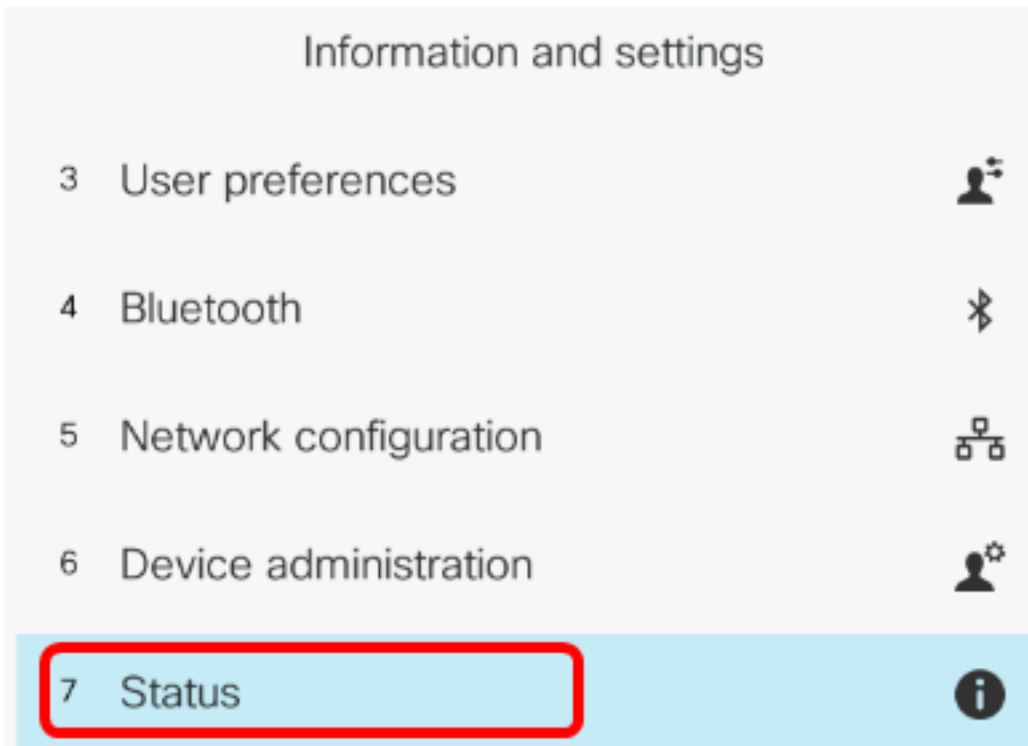 Information and settings
3 User preferences
4 Bluetooth
5 Network configuration
6 Device administration
7 Status